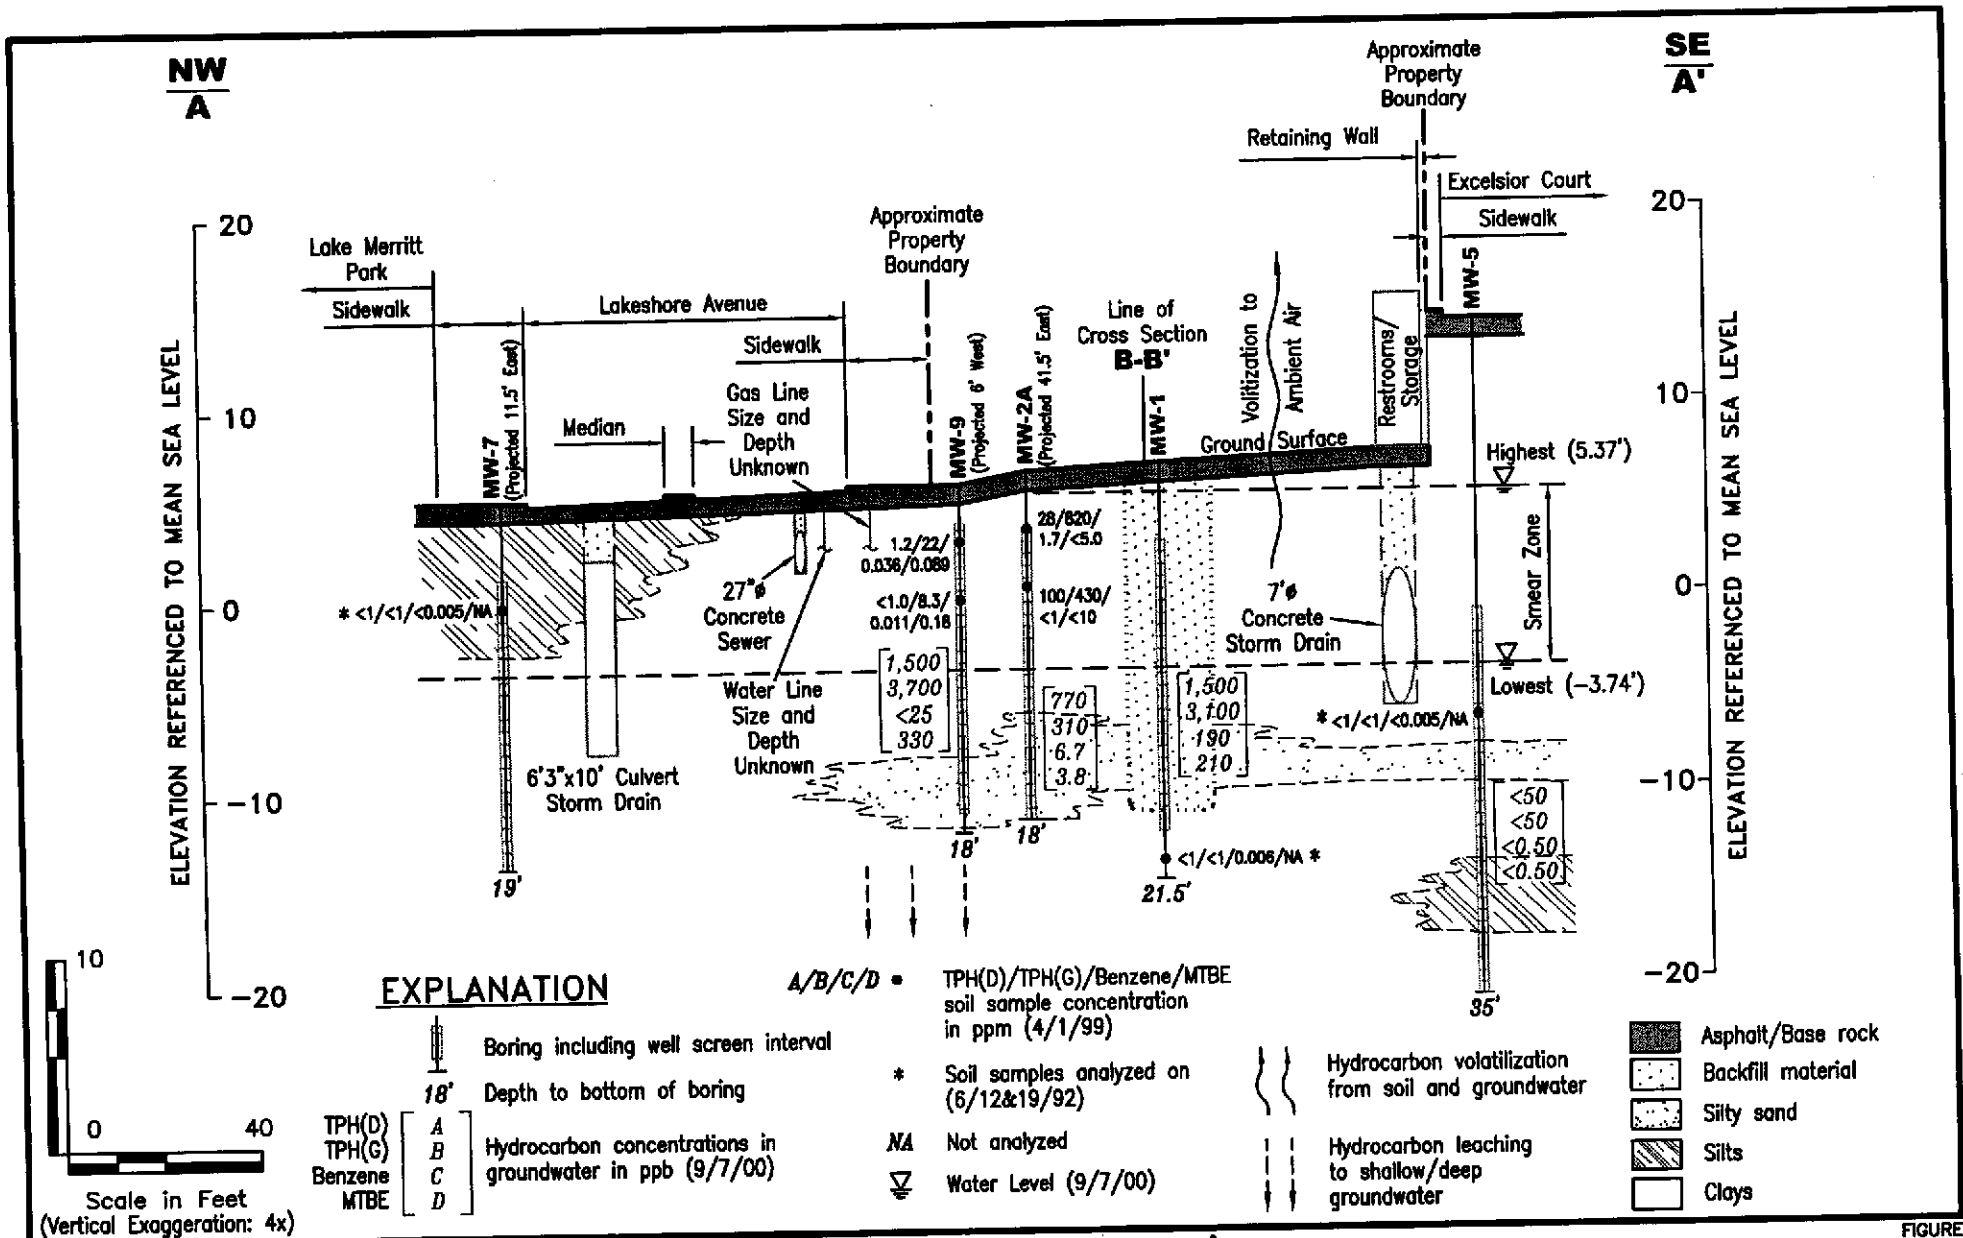 NW
A
SE
A'
Approximate
Property
Boundary
Retaining Wall
Excelsior Court
Sidewalk
MW-5
20
20
Approximate
Property
Boundary
Lake Merritt
Park
Sidewalk
Lakeshore Avenue
Sidewalk
Line of
Cross Section
B-B'
Volitization to
Ambient Air
Restrooms/
Storage
ELEVATION REFERENCED TO MEAN SEA LEVEL
ELEVATION REFERENCED TO MEAN SEA LEVEL
10
10
MW-7
(Projected 11.5' East)
Median
Gas Line
Size and
Depth
Unknown
MW-9
(Projected 6' West)
MW-2A
(Projected 41.5' East)
MW-1
Ground Surface
Highest (5.37')
Smear Zone
28/820/
1.7/<5.0
1.2/22/
0.036/0.089
27"ø
Concrete
Sewer
<1.0/8.3/
0.011/0.16
100/430/
<1/<10
7'ø
Concrete
Storm Drain
0
0
* <1/<1/<0.005/NA
Lowest (-3.74')
1,500
3,700
<25
330
Water Line
Size and
Depth
Unknown
770
310
6.7
3.8
1,500
3,100
190
210
* <1/<1/<0.005/NA
6'3"x10' Culvert
Storm Drain
-10
-10
<50
<50
<0.50
<0.50
18'
18'
<1/<1/0.006/NA *
19'
21.5'
-20
-20
35'
10
0
40
Scale in Feet
(Vertical Exaggeration: 4x)
EXPLANATION
Boring including well screen interval
18'
Depth to bottom of boring
TPH(D) A
TPH(G) B
Benzene C
MTBE D
Hydrocarbon concentrations in
groundwater in ppb (9/7/00)
A/B/C/D
TPH(D)/TPH(G)/Benzene/MTBE
soil sample concentration
in ppm (4/1/99)
* Soil samples analyzed on
(6/12&19/92)
NA Not analyzed
Water Level (9/7/00)
Hydrocarbon volatilization
from soil and groundwater
Hydrocarbon leaching
to shallow/deep
groundwater
Asphalt/Base rock
Backfill material
Silty sand
Silts
Clays
FIGURE